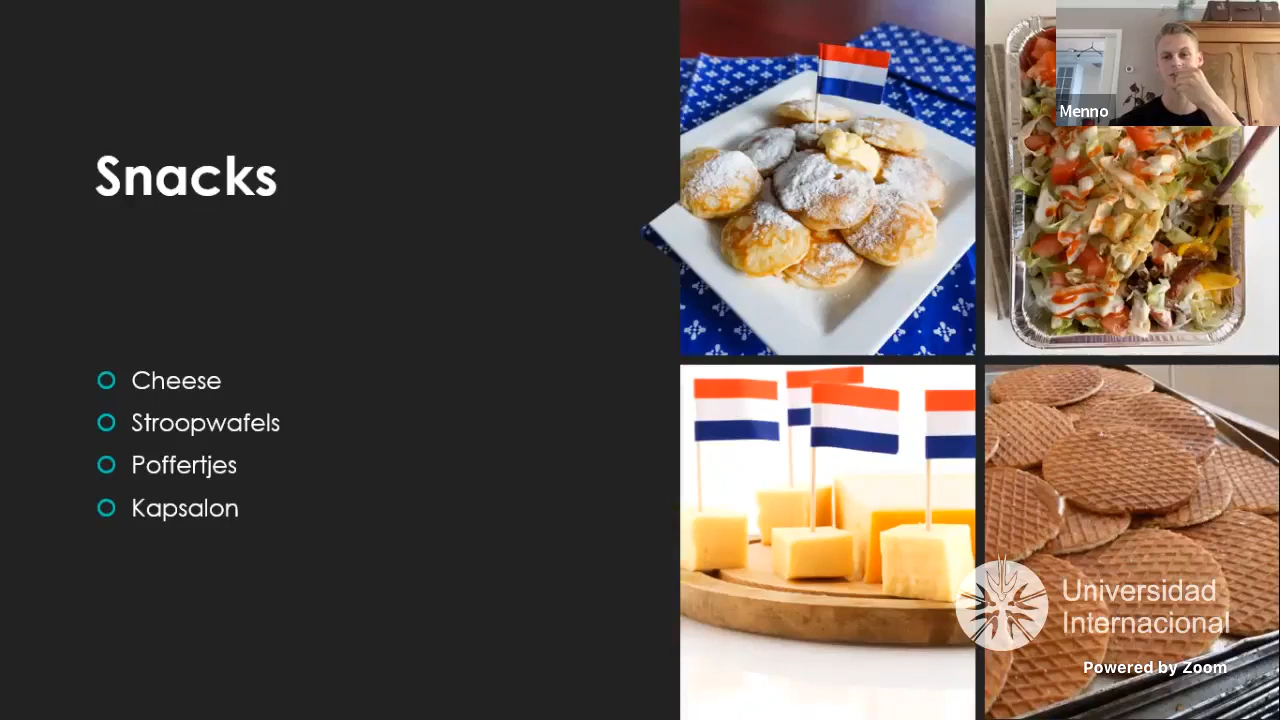 Snacks
Cheese
Stroopwafels
Poffertjes
Kapsalon
Menno
Universidad
Internacional
Powered by Zoom